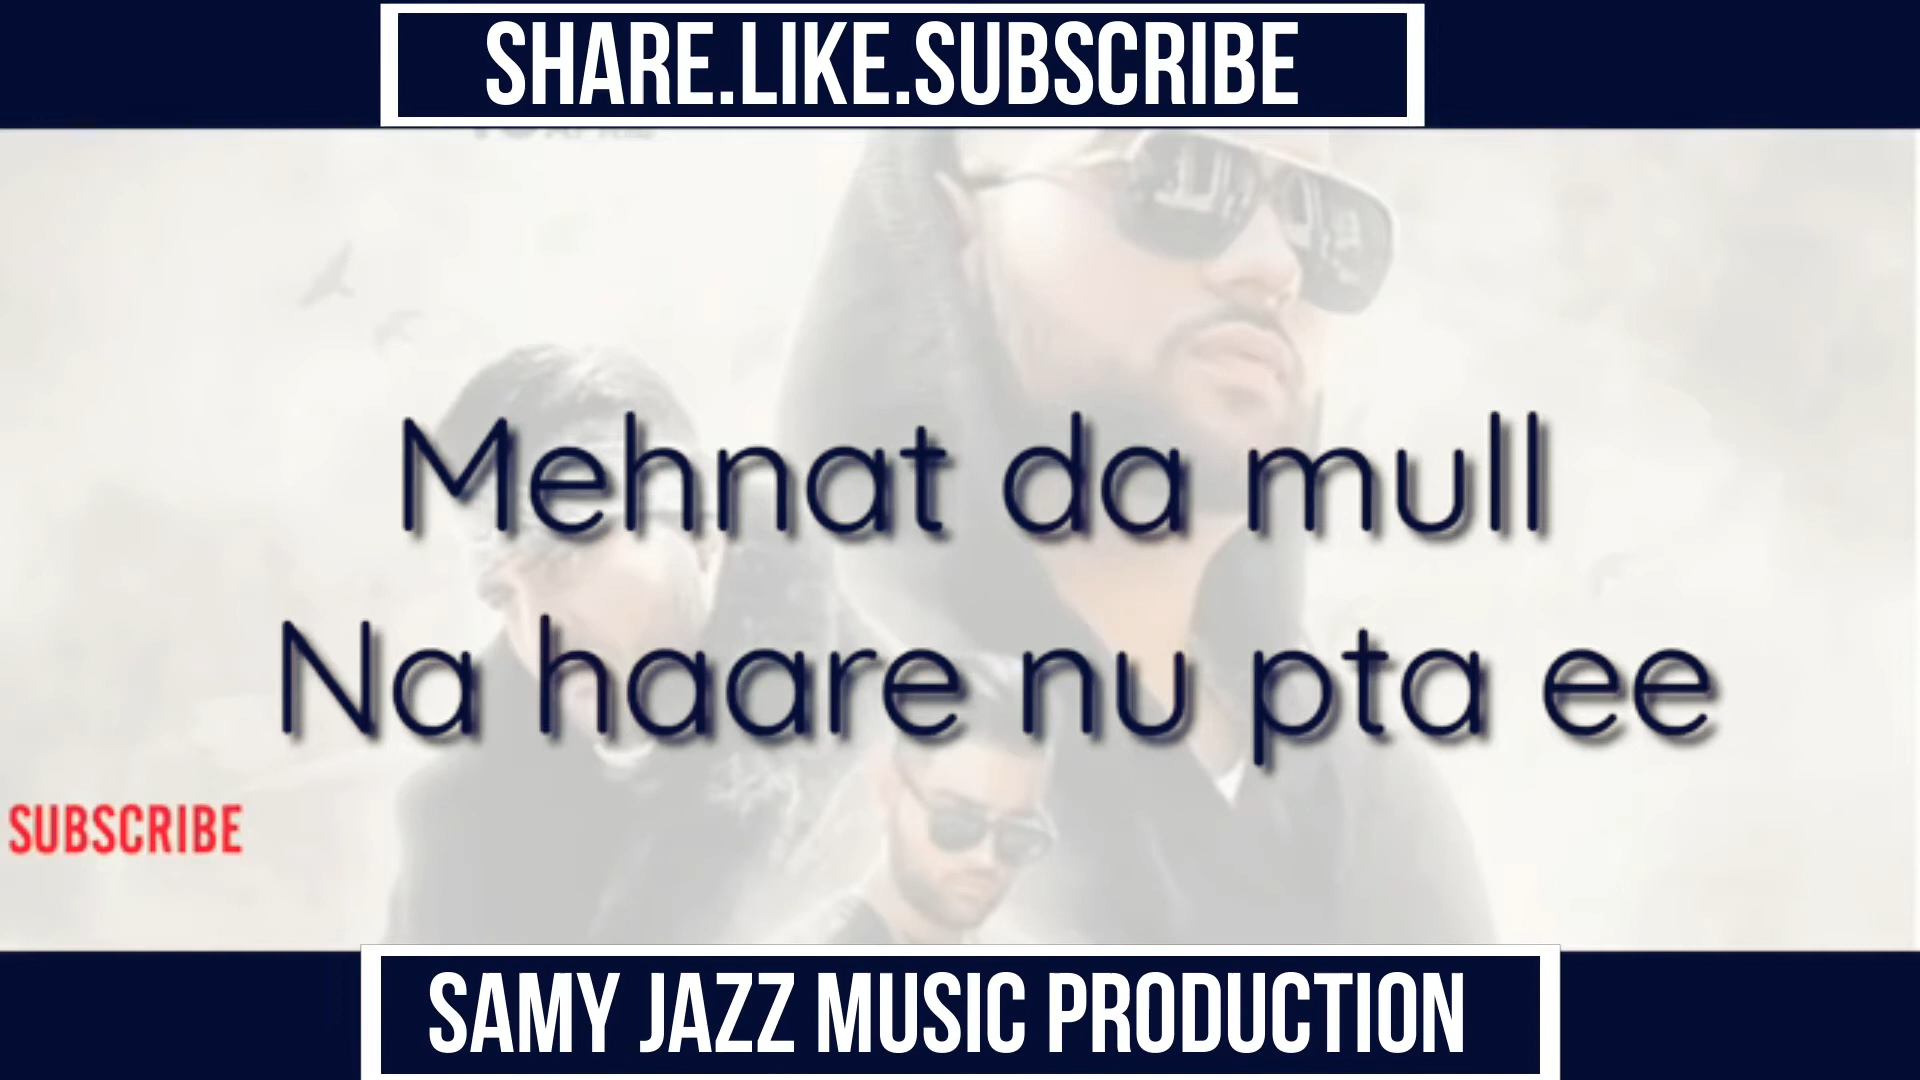 SHARE.LIKE.SUBSCRIBE
Mehnat da mull
Na haare nu pta ee
SUBSCRIBE
SAMY JAZZ MUSIC PRODUCTION